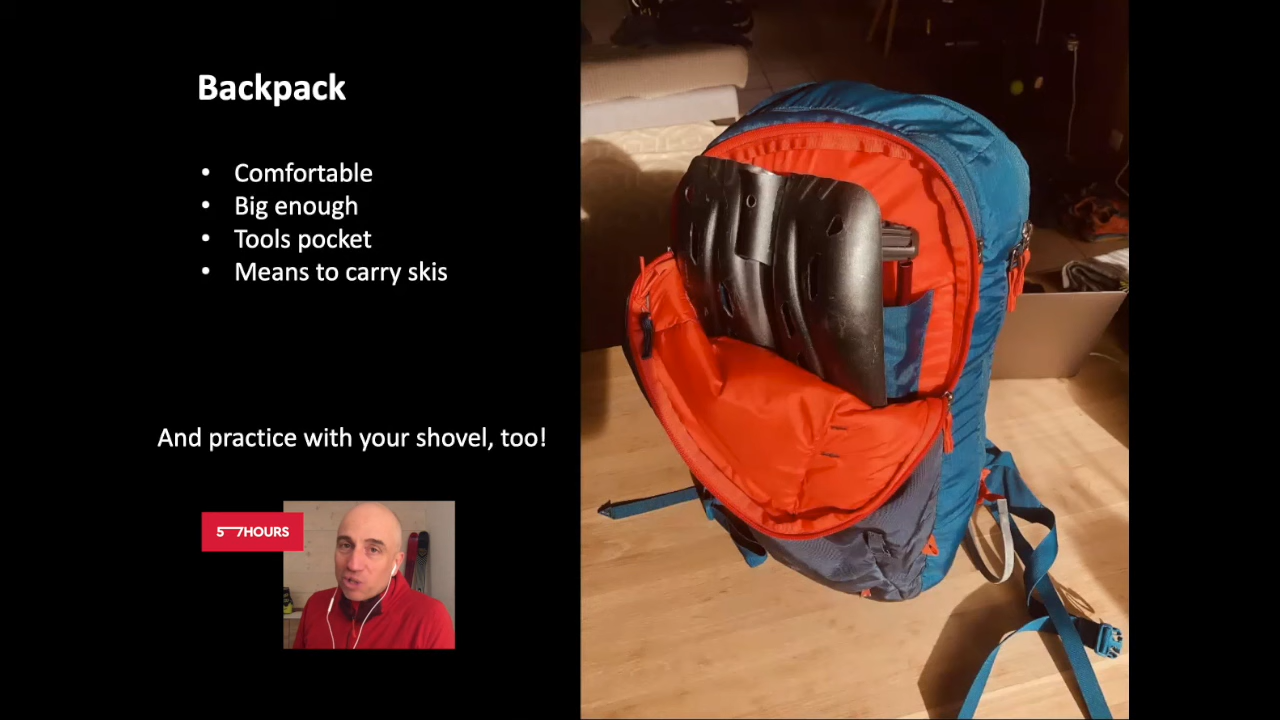 Backpack
• Comfortable
• Big enough
• Tools pocket
• Means to carry skis
And practice with your shovel, too!
5—7HOURS